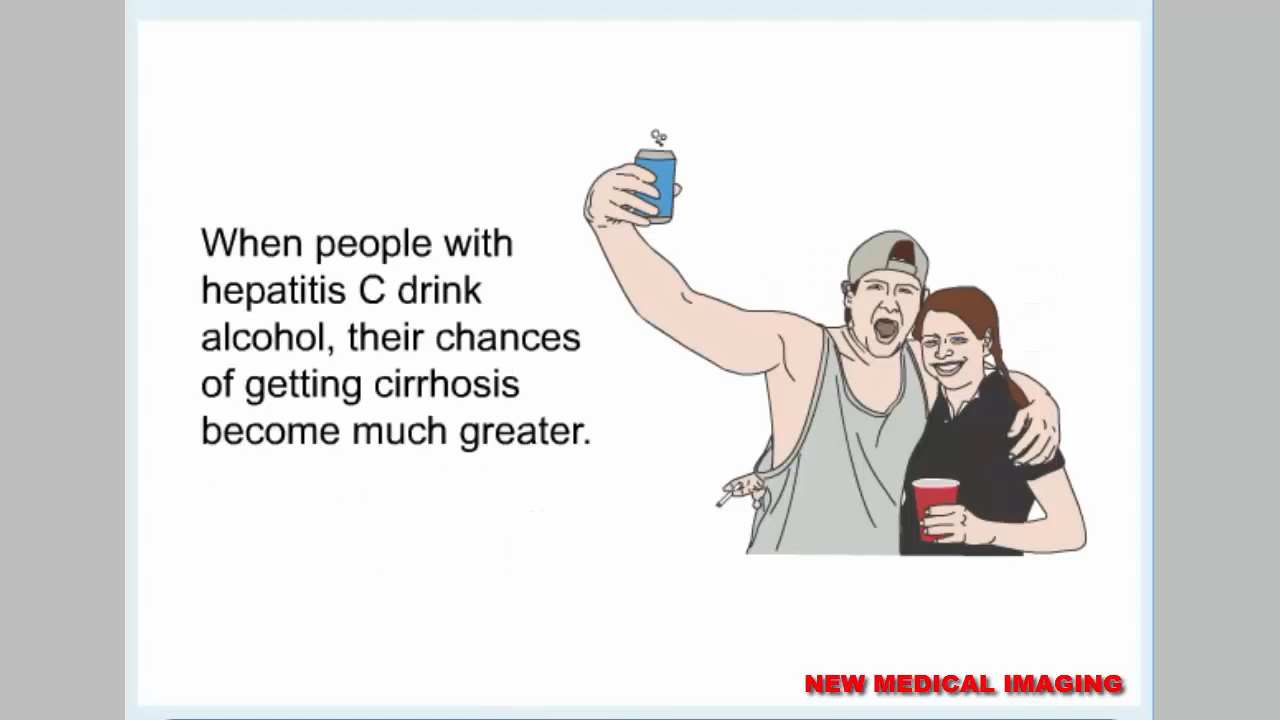 When people with
hepatitis C drink
alcohol, their chances
of getting cirrhosis
become much greater.
NEW MEDICAL IMAGING